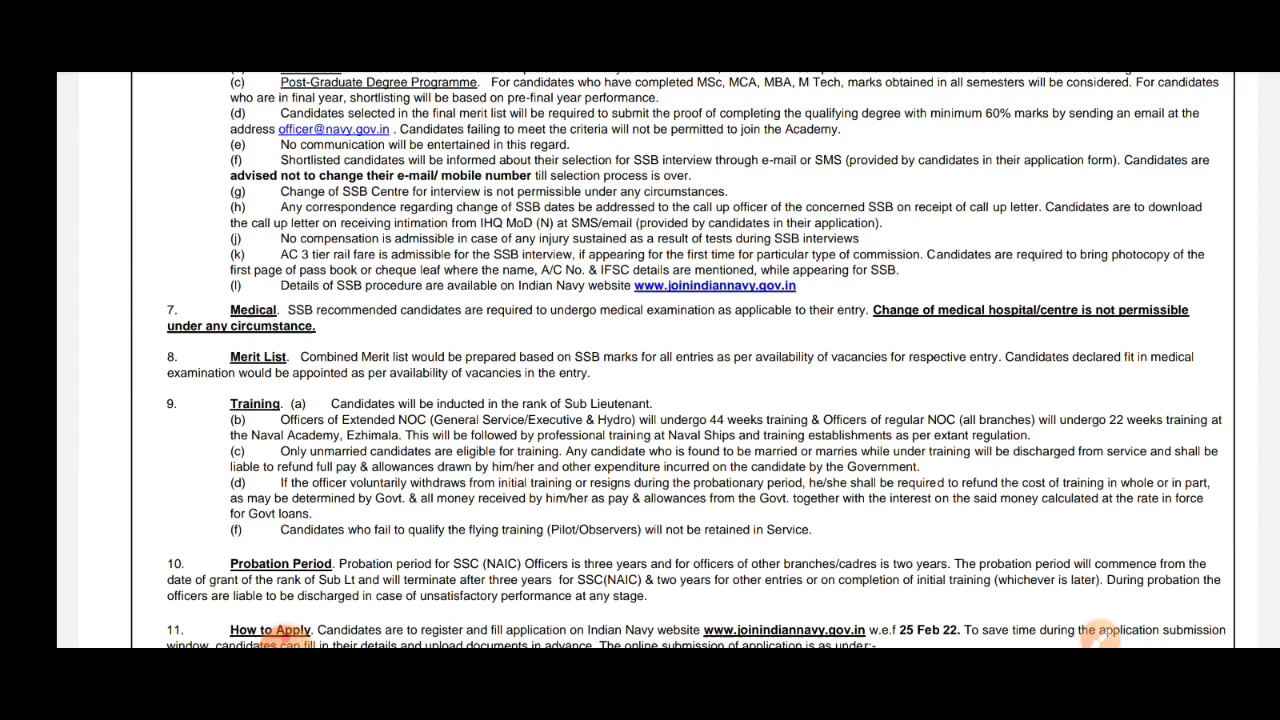 (c) Post-Graduate Degree Programme. For candidates who have completed MSc, MCA, MBA, M Tech, marks obtained in all semesters will be considered. For candidates
who are in final year, shortlisting will be based on pre-final year performance.
(d) Candidates selected in the final merit list will be required to submit the proof of completing the qualifying degree with minimum 60% marks by sending an email at the
address officer@navy.gov.in . Candidates failing to meet the criteria will not be permitted to join the Academy.
(e) No communication will be entertained in this regard.
(f) Shortlisted candidates will be informed about their selection for SSB interview through e-mail or SMS (provided by candidates in their application form). Candidates are
advised not to change their e-mail/ mobile number till selection process is over.
(g) Change of SSB Centre for interview is not permissible under any circumstances.
(h) Any correspondence regarding change of SSB dates be addressed to the call up officer of the concerned SSB on receipt of call up letter. Candidates are to download
the call up letter on receiving intimation from IHQ MoD (N) at SMS/email (provided by candidates in their application).
(j) No compensation is admissible in case of any injury sustained as a result of tests during SSB interviews
(k) AC 3 tier rail fare is admissible for the SSB interview, if appearing for the first time for particular type of commission. Candidates are required to bring photocopy of the
first page of pass book or cheque leaf where the name, A/C No. & IFSC details are mentioned, while appearing for SSB.
(l) Details of SSB procedure are available on Indian Navy website www.joinindiannavy.gov.in
7. Medical. SSB recommended candidates are required to undergo medical examination as applicable to their entry. Change of medical hospital/centre is not permissible
under any circumstance.
8. Merit List. Combined Merit list would be prepared based on SSB marks for all entries as per availability of vacancies for respective entry. Candidates declared fit in medical
examination would be appointed as per availability of vacancies in the entry.
9. Training. (a) Candidates will be inducted in the rank of Sub Lieutenant.
(b) Officers of Extended NOC (General Service/Executive & Hydro) will undergo 44 weeks training & Officers of regular NOC (all branches) will undergo 22 weeks training at
the Naval Academy, Ezhimala. This will be followed by professional training at Naval Ships and training establishments as per extant regulation.
(c) Only unmarried candidates are eligible for training. Any candidate who is found to be married or marries while under training will be discharged from service and shall be
liable to refund full pay & allowances drawn by him/her and other expenditure incurred on the candidate by the Government.
(d) If the officer voluntarily withdraws from initial training or resigns during the probationary period, he/she shall be required to refund the cost of training in whole or in part,
as may be determined by Govt. & all money received by him/her as pay & allowances from the Govt. together with the interest on the said money calculated at the rate in force
for Govt loans.
(f) Candidates who fail to qualify the flying training (Pilot/Observers) will not be retained in Service.
10. Probation Period. Probation period for SSC (NAIC) Officers is three years and for officers of other branches/cadres is two years. The probation period will commence from the
date of grant of the rank of Sub Lt and will terminate after three years for SSC(NAIC) & two years for other entries or on completion of initial training (whichever is later). During probation the
officers are liable to be discharged in case of unsatisfactory performance at any stage.
11. How to Apply. Candidates are to register and fill application on Indian Navy website www.joinindiannavy.gov.in w.e.f 25 Feb 22. To save time during the application submission
window, candidates can fill in their details and upload documents in advance. The online submission of application is as under:-